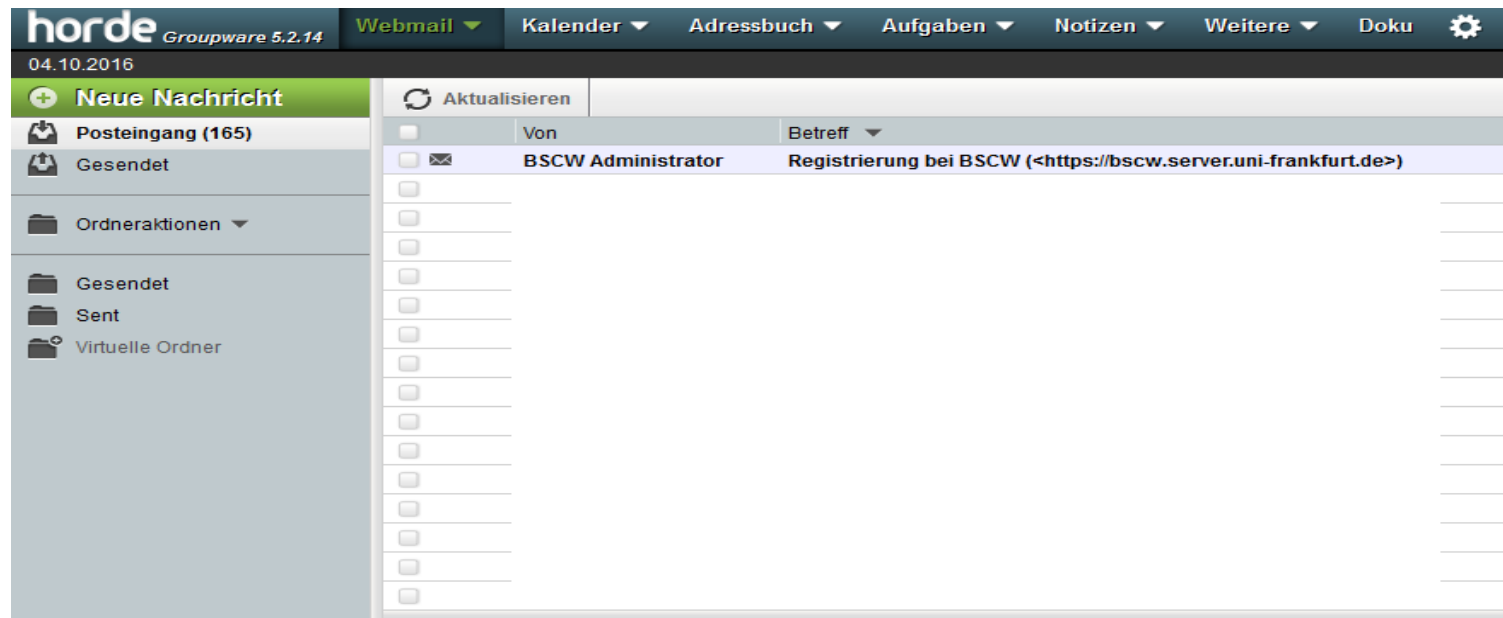 horde Groupware 5.2.14 Webmail Kalender Adressbuch Aufgaben Notizen Weitere Doku
04.10.2016
Neue Nachricht
Posteingang (165)
Gesendet
Ordneraktionen
Gesendet
Sent
Virtuelle Ordner
Aktualisieren
Von Betreff
BSCW Administrator Registrierung bei BSCW (<https://bscw.server.uni-frankfurt.de>)